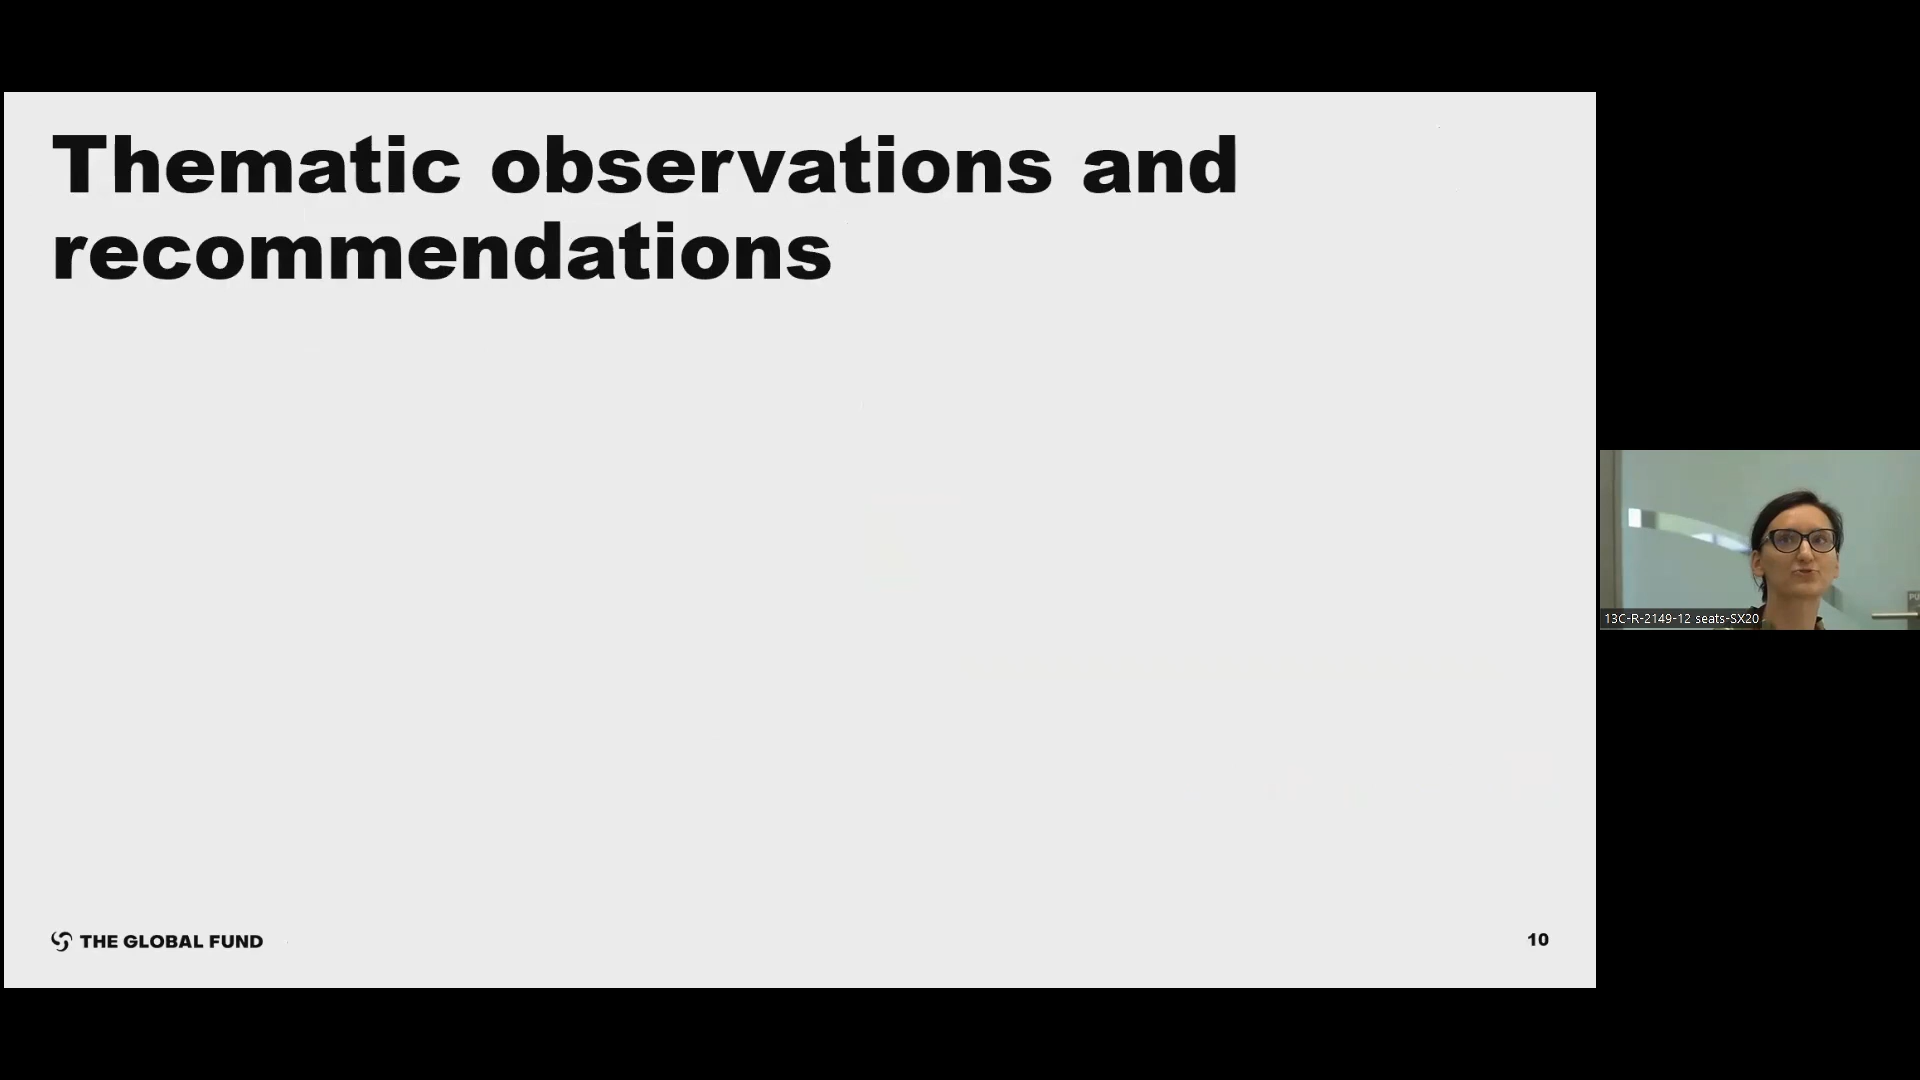 Thematic observations and
recommendations
THE GLOBAL FUND
10
13C-R-2149-12 seats-SX20